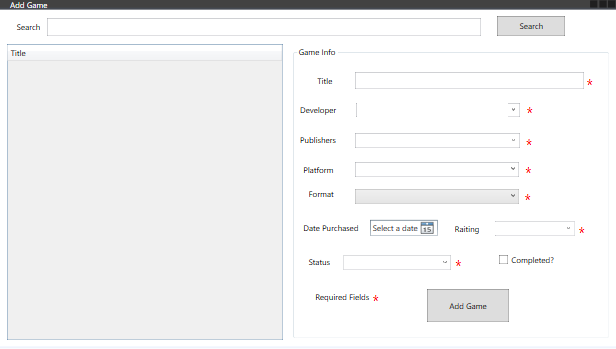 Add Game
Search
Search
Title
Game Info
Title
*
Developer
*
Publishers
*
Platform
*
Format
*
Date Purchased
Select a date
15
Raiting
*
Status
*
Completed?
Required Fields *
Add Game